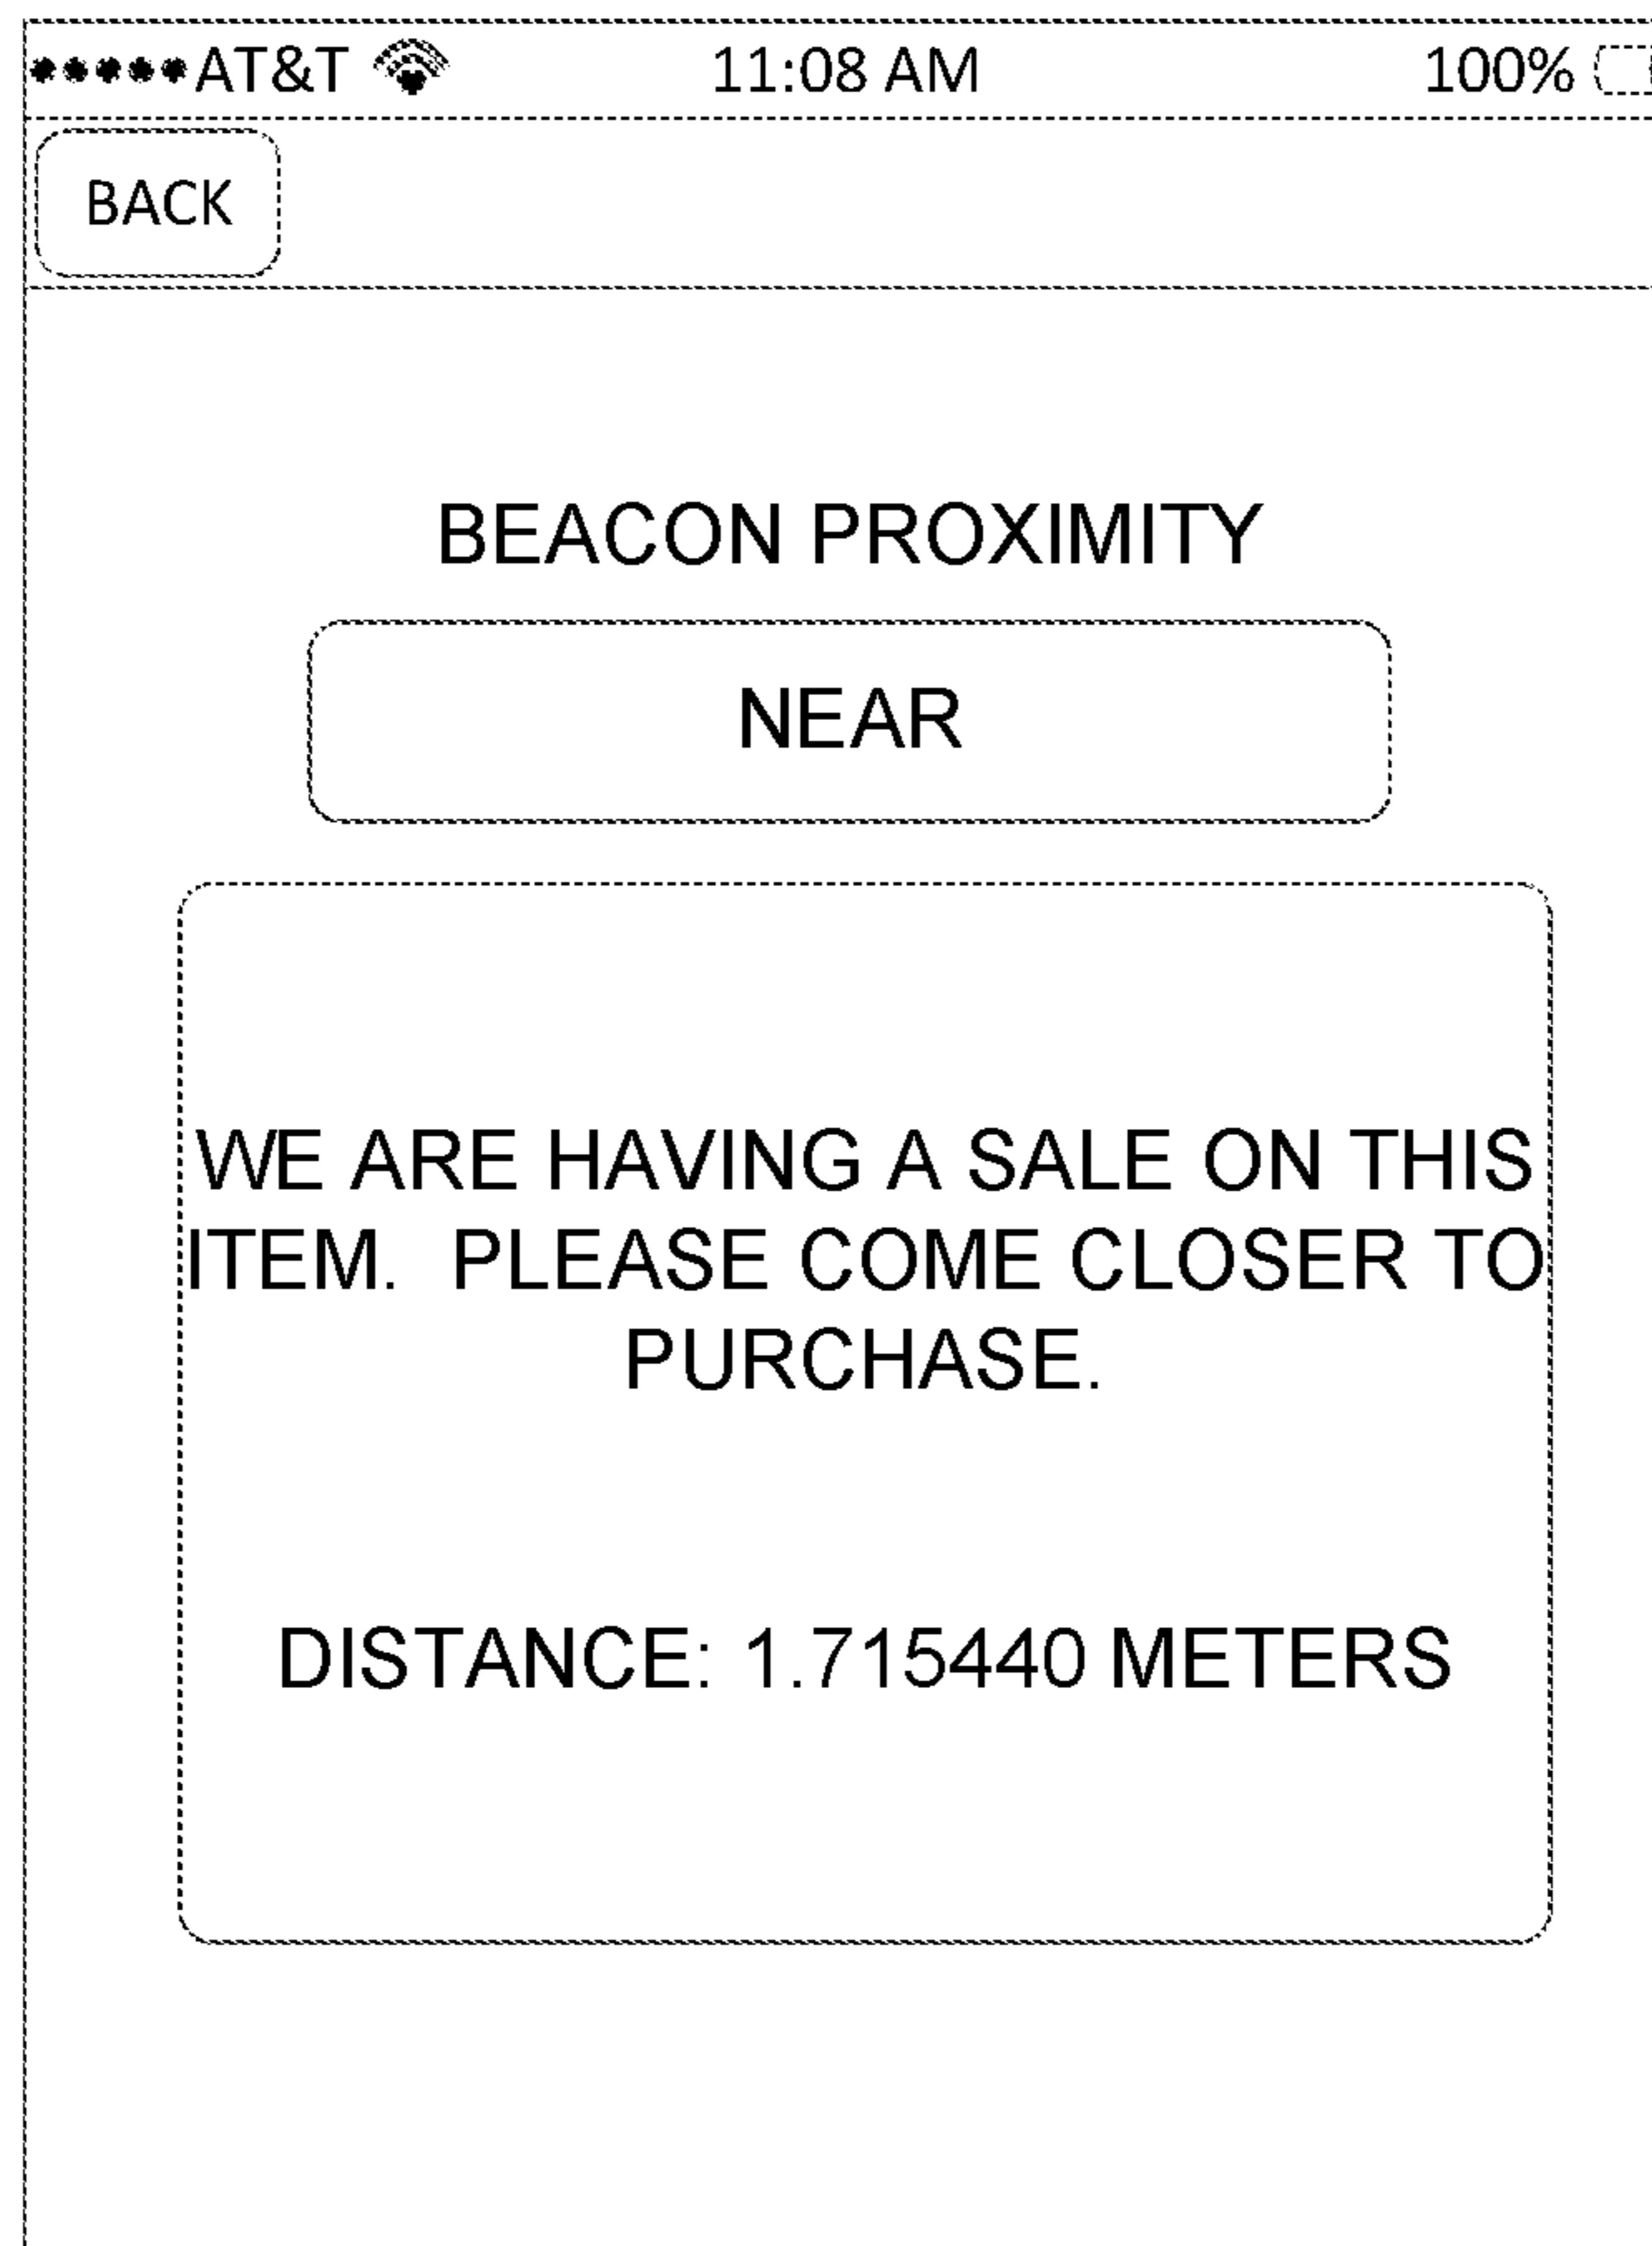 AT&T 11:08 AM 100%
BACK
BEACON PROXIMITY
NEAR
WE ARE HAVING A SALE ON THIS
ITEM.  PLEASE COME CLOSER TO
PURCHASE.
DISTANCE: 1.715440 METERS